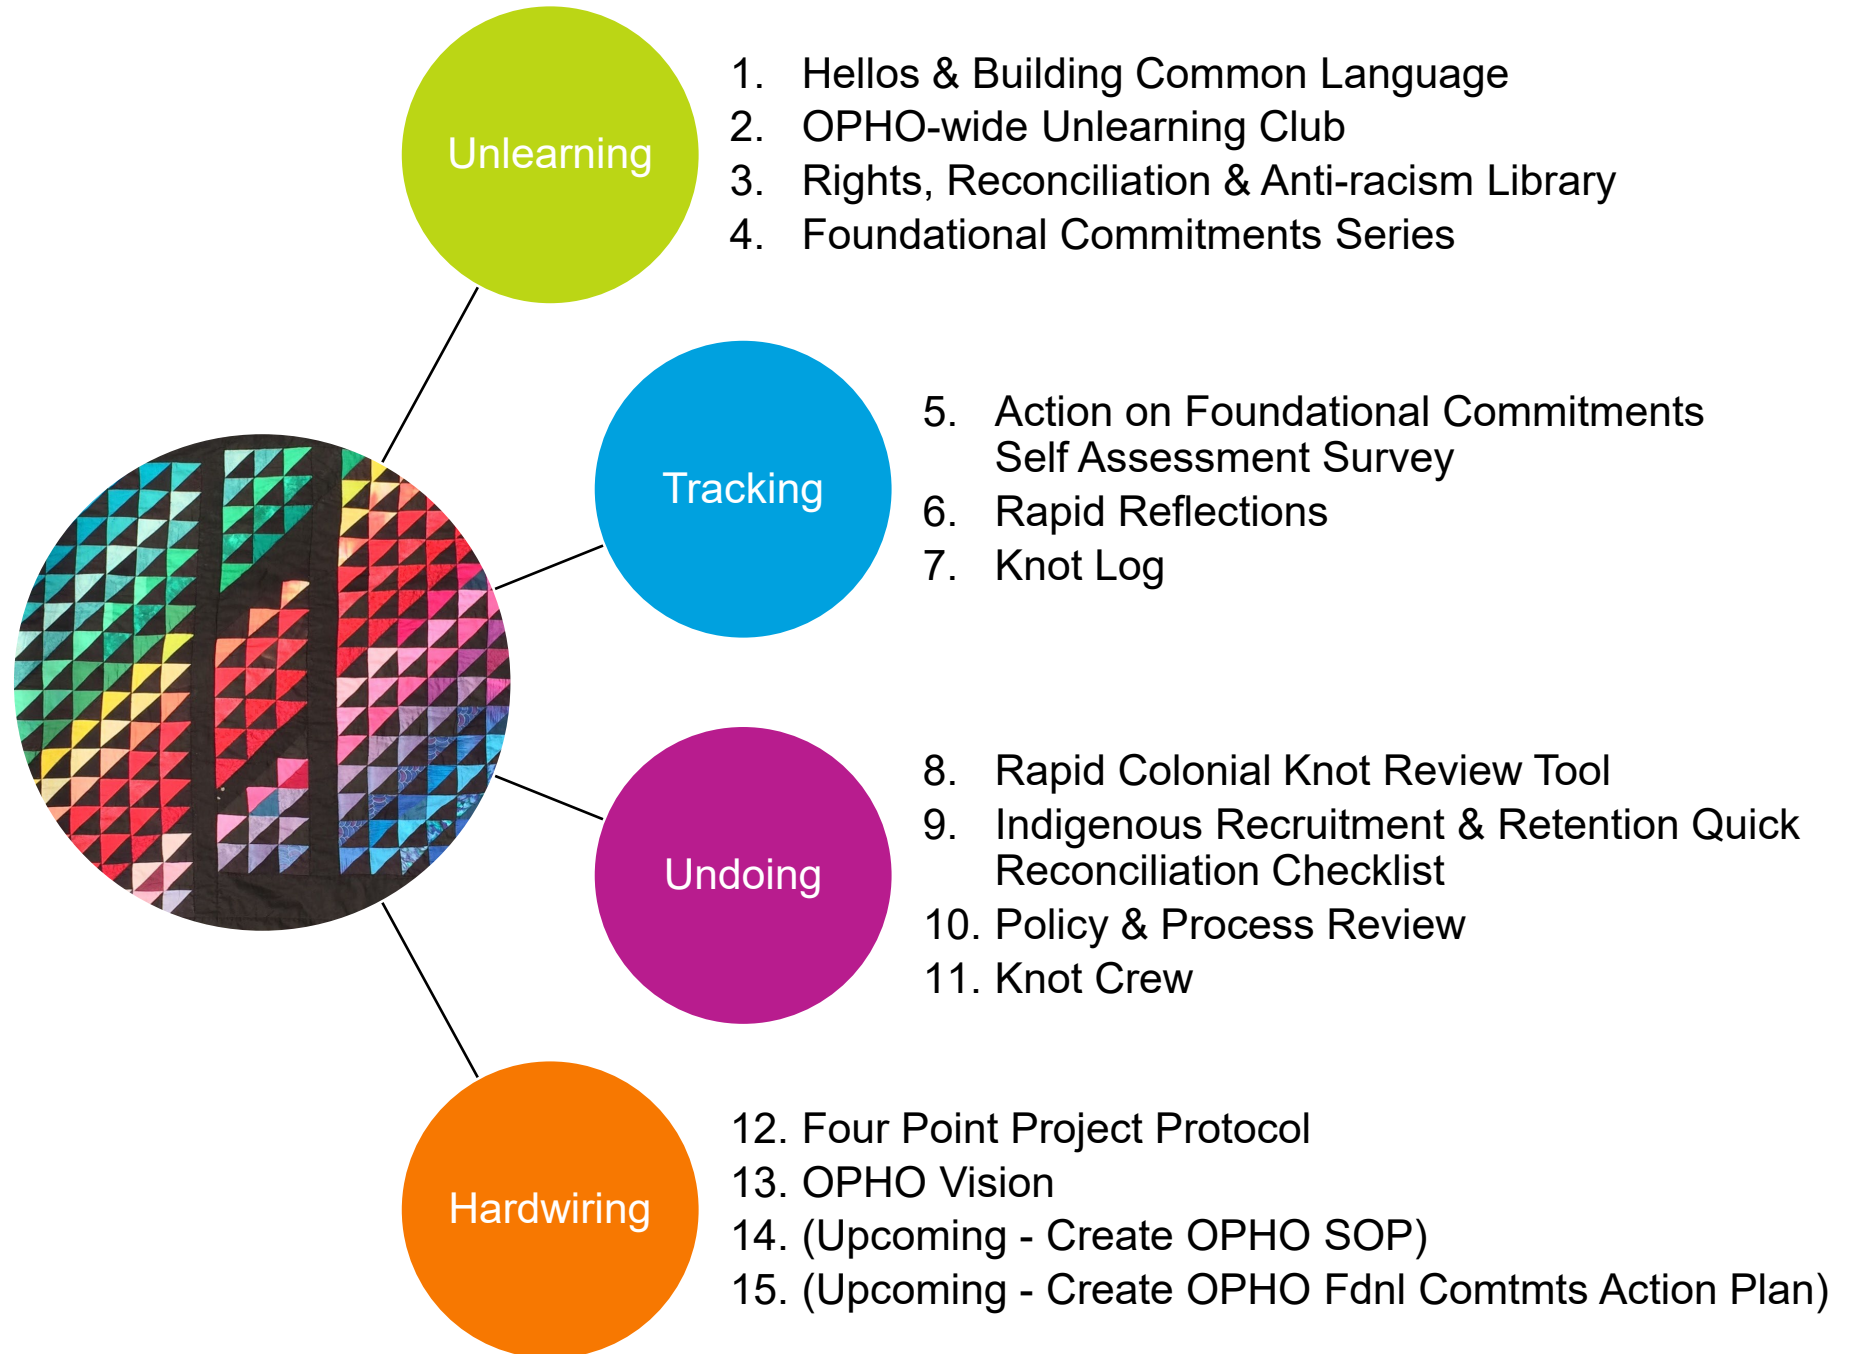 Unlearning
1. Hellos & Building Common Language
2. OPHO-wide Unlearning Club
3. Rights, Reconciliation & Anti-racism Library
4. Foundational Commitments Series
Tracking
5. Action on Foundational Commitments
Self Assessment Survey
6. Rapid Reflections
7. Knot Log
Undoing
8. Rapid Colonial Knot Review Tool
9. Indigenous Recruitment & Retention Quick
Reconciliation Checklist
10. Policy & Process Review
11. Knot Crew
Hardwiring
12. Four Point Project Protocol
13. OPHO Vision
14. (Upcoming - Create OPHO SOP)
15. (Upcoming - Create OPHO Fdnl Comtmts Action Plan)